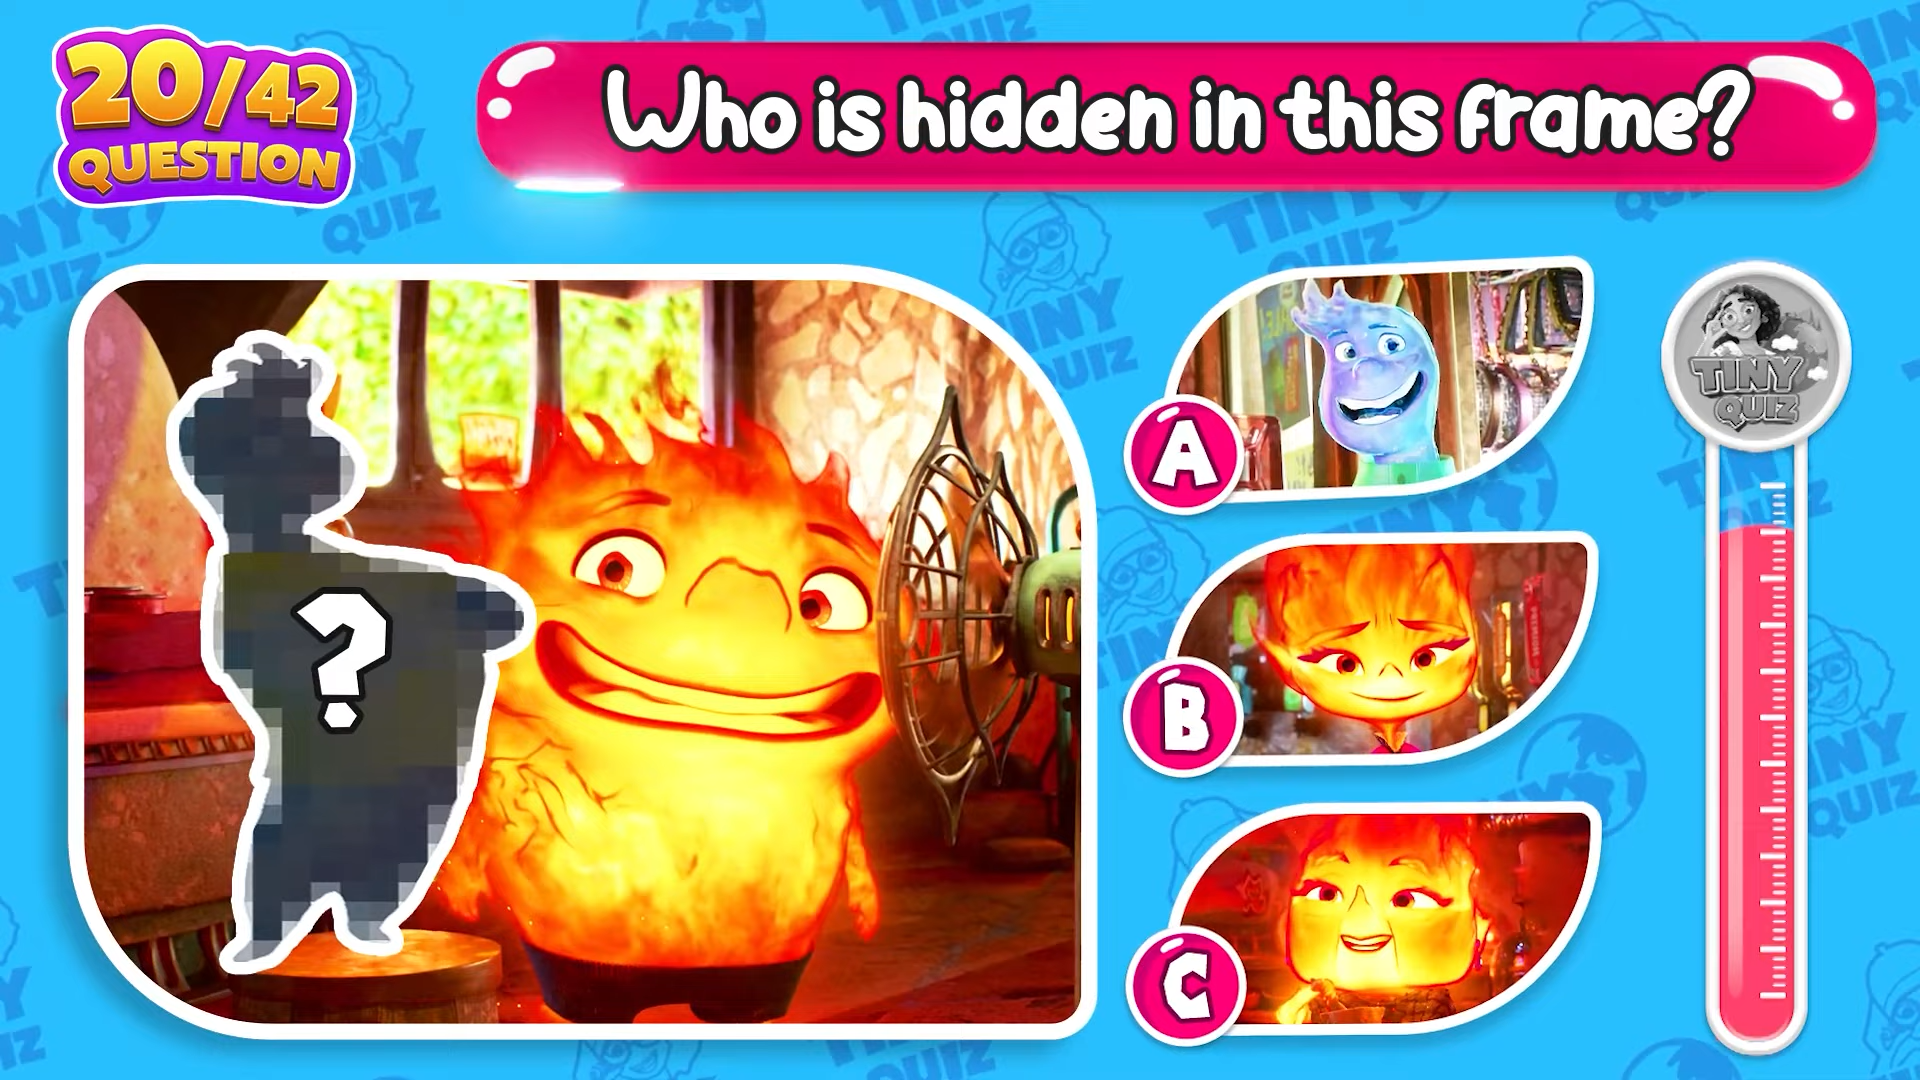 20/42
QUESTION
Who is hidden in this frame?
?
A
B
C
TINY
QUIZ